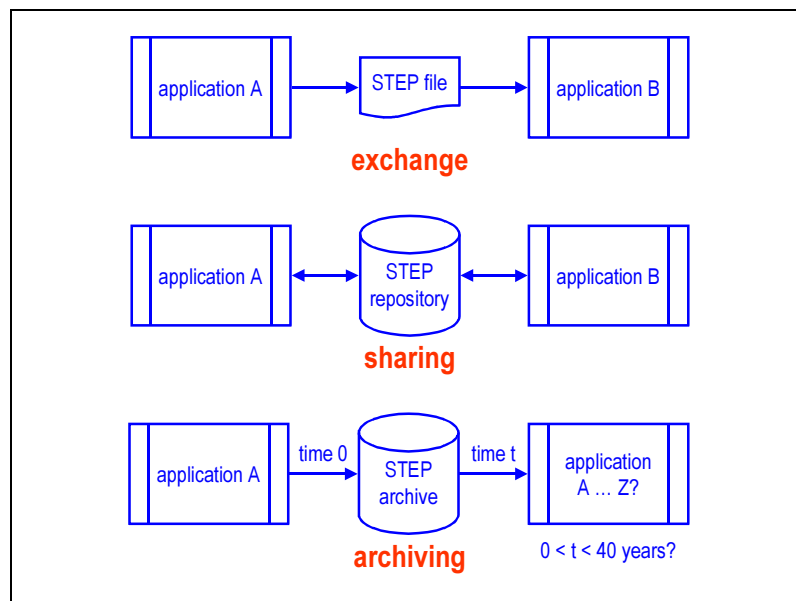 application A
STEP file
application B
exchange
application A
STEP
repository
application B
sharing
application A
time 0
STEP
archive
time t
application
A … Z?
archiving
0 < t < 40 years?